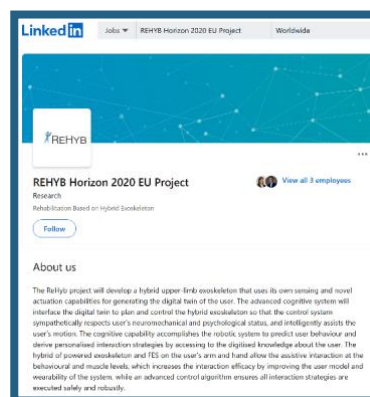 LinkedIn Jobs REHYB Horizon 2020 EU Project Worldwide
REHYB
REHYB Horizon 2020 EU Project
View all 3 employees
Research
Rehabilitation Based on Hybrid Exoskeleton
Follow
About us
The ReHyb project will develop a hybrid upper-limb exoskeleton that uses its own sensing and novel
actuation capabilities for generating the digital twin of the user. The advanced cognitive system will
interface the digital twin to plan and control the hybrid exoskeleton so that the control system
sympathetically respects user's neuromechanical and psychological status, and intelligently assists the
user's motion. The cognitive capability accomplishes the robotic system to predict user behaviour and
derive personalised interaction strategies by accessing to the digitised knowledge about the user. The
hybrid of powered exoskeleton and FES on the user's arm and hand allow the assistive interaction at the
behavioural and muscle levels, which increases the interaction efficacy by improving the user model and
wearability of the system, while an advanced control algorithm ensures all interaction strategies are
executed safely and robustly.